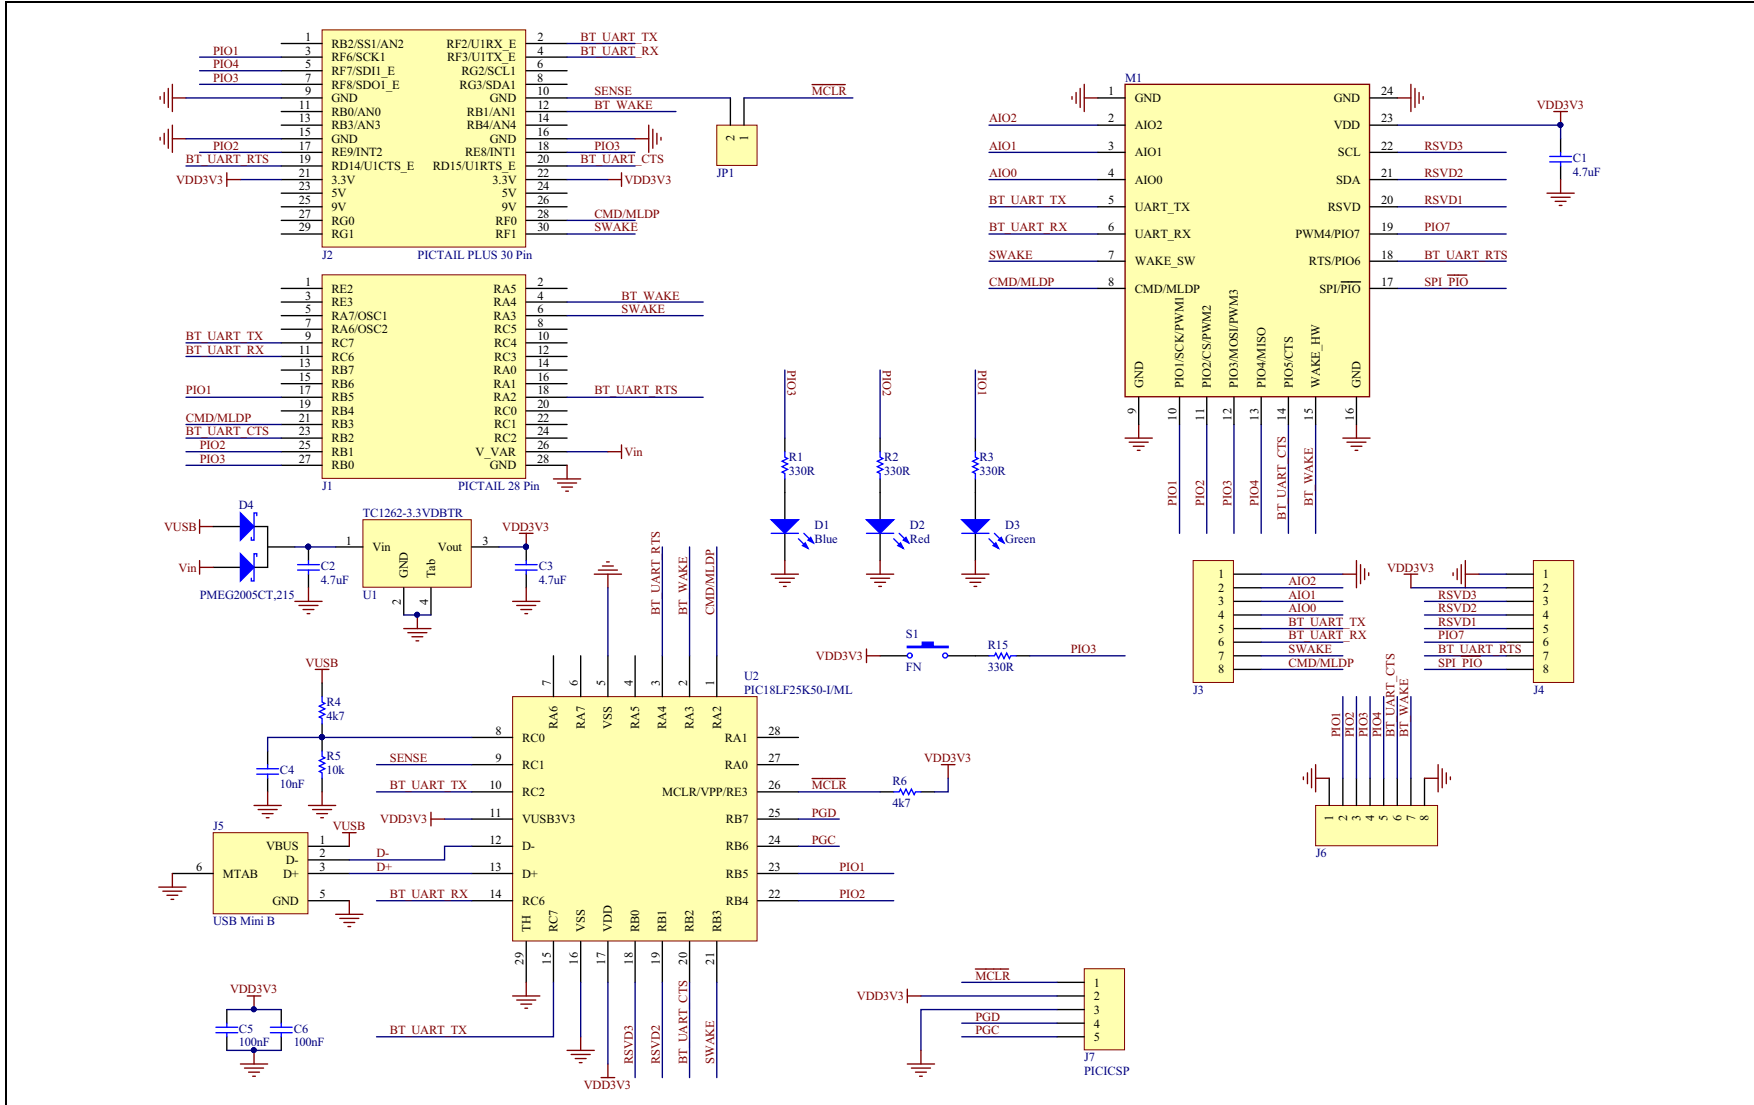 1 RB2/SS1/AN2 RF2/U1RX_E 2 BT_UART_TX
PIO1 3 RF6/SCK1 RF3/U1TX_E 4 BT_UART_RX
PIO4 5 RF7/SDI1_E RG2/SCL1 6
PIO3 7 RF8/SDO1_E RG3/SDA1 8
9 GND GND 10 SENSE
11 RB0/AN0 RB1/AN1 12 BT_WAKE
13 RB3/AN3 RB4/AN4 14
15 GND GND 16
PIO2 17 RE9/INT2 RE8/INT1 18 PIO3
BT_UART_RTS 19 RD14/U1CTS_E RD15/U1RTS_E 20 BT_UART_CTS
VDD3V3 21 3.3V 3.3V 22 VDD3V3
23 5V 5V 24
25 9V 9V 26
27 RG0 RF0 28 CMD/MLDP
29 RG1 RF1 30 SWAKE
J2 PICTAIL PLUS 30 Pin
MCLR
2 1
JP1
1 RE2 RA5 2
3 RE3 RA4 4 BT_WAKE
5 RA7/OSC1 RA3 6 SWAKE
7 RA6/OSC2 RC5 8
BT_UART_TX 9 RC7 RC4 10
BT_UART_RX 11 RC6 RC3 12
13 RB7 RA0 14
15 RB6 RA1 16
PIO1 17 RB5 RA2 18 BT_UART_RTS
19 RB4 RC0 20
CMD/MLDP 21 RB3 RC1 22
BT_UART_CTS 23 RB2 RC2 24
PIO2 25 RB1 V_VAR 26 Vin
PIO3 27 RB0 GND 28
J1 PICTAIL 28 Pin
M1
1 GND GND 24
VDD3V3
AIO2 2 AIO2 VDD 23
AIO1 3 AIO1 SCL 22 RSVD3
C1
4.7uF
AIO0 4 AIO0 SDA 21 RSVD2
BT_UART_TX 5 UART_TX RSVD 20 RSVD1
BT_UART_RX 6 UART_RX PWM4/PIO7 19 PIO7
SWAKE 7 WAKE_SW RTS/PIO6 18 BT_UART_RTS
CMD/MLDP 8 CMD/MLDP SPI/PIO 17 SPI_PIO
GND PIO1/SCK/PWM1 PIO2/CS/PWM2 PIO3/MOSI/PWM3 PIO4/MISO PIO5/CTS WAKE_HW GND
9 10 11 12 13 14 15 16
PIO1 PIO2 PIO3 PIO4 BT_UART_CTS BT_WAKE
PIO3 PIO2 PIO1
R1 R2 R3
330R 330R 330R
D1 D2 D3
Blue Red Green
D4
VUSB
Vin
PMEG2005CT,215
C2
4.7uF
TC1262-3.3VDBTR
1 Vin Vout 3
GND Tab
2 4
U1
VDD3V3
C3
4.7uF
VDD3V3 S1
FN
R15
330R
PIO3
BT_UART_RTS BT_WAKE CMD/MLDP
U2
PIC18LF25K50-I/ML
7 6 5 4 3 2 1
RA6 RA7 VSS RA5 RA4 RA3 RA2
8 RC0 RA1 28
SENSE 9 RC1 RA0 27
BT_UART_TX 10 RC2 MCLR/VPP/RE3 26 MCLR
VDD3V3 11 VUSB3V3 RB7 25 PGD
12 D- RB6 24 PGC
13 D+ RB5 23 PIO1
BT_UART_RX 14 RC6 RB4 22 PIO2
TH RC7 VSS VDD RB0 RB1 RB2 RB3
29 15 16 17 18 19 20 21
BT_UART_TX
VDD3V3
RSVD3 RSVD2 BT_UART_CTS SWAKE
R6
4k7
VDD3V3
VUSB
R4
4k7
R5
10k
C4
10nF
J5 VUSB
VBUS 1
D- 2 D-
D+ 3 D+
6 MTAB
GND 5
USB Mini B
VDD3V3
C5 C6
100nF 100nF
1
2 AIO2
3 AIO1
4 AIO0
5 BT_UART_TX
6 BT_UART_RX
7 SWAKE
8 CMD/MLDP
J3
VDD3V3
1
2
RSVD3 3
RSVD2 4
RSVD1 5
PIO7 6
BT_UART_RTS 7
SPI_PIO 8
J4
PIO1 PIO2 PIO3 PIO4 BT_UART_CTS BT_WAKE
1 2 3 4 5 6 7 8
J6
MCLR 1
VDD3V3 2
3
PGD 4
PGC 5
J7
PICICSP